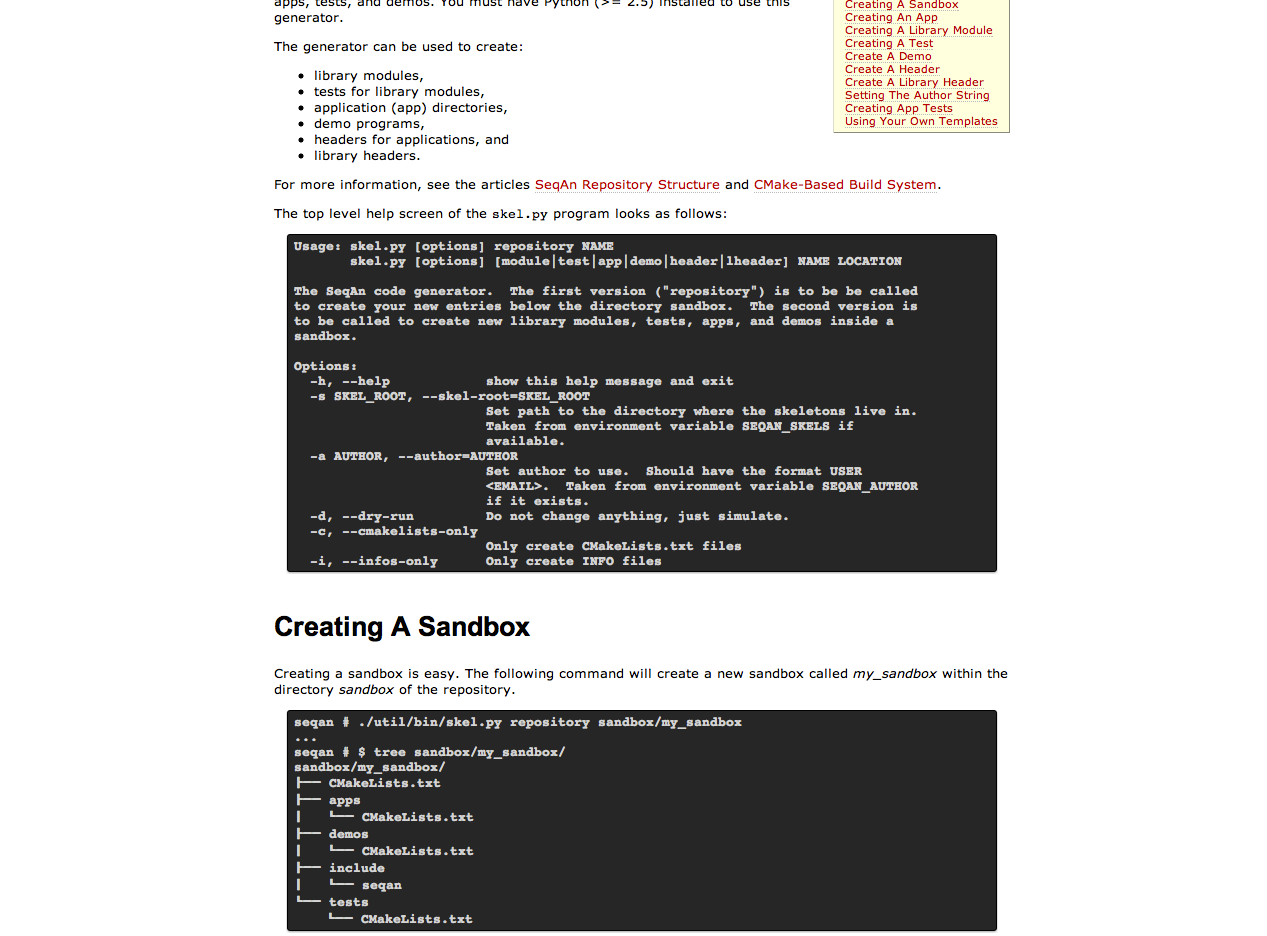 apps, tests, and demos. You must have Python (>= 2.5) installed to use this
generator.
The generator can be used to create:
• library modules,
• tests for library modules,
• application (app) directories,
• demo programs,
• headers for applications, and
• library headers.
For more information, see the articles SeqAn Repository Structure and CMake-Based Build System.
The top level help screen of the skel.py program looks as follows:
Creating A Sandbox
Creating An App
Creating A Library Module
Creating A Test
Create A Demo
Create A Header
Create A Library Header
Setting The Author String
Creating App Tests
Using Your Own Templates
Usage: skel.py [options] repository NAME
       skel.py [options] [module|test|app|demo|header|lheader] NAME LOCATION
The SeqAn code generator.  The first version ("repository") is to be be called
to create your new entries below the directory sandbox.  The second version is
to be called to create new library modules, tests, apps, and demos inside a
sandbox.
Options:
  -h, --help            show this help message and exit
  -s SKEL_ROOT, --skel-root=SKEL_ROOT
                        Set path to the directory where the skeletons live in.
                        Taken from environment variable SEQAN_SKELS if
                        available.
  -a AUTHOR, --author=AUTHOR
                        Set author to use.  Should have the format USER
                        <EMAIL>.  Taken from environment variable SEQAN_AUTHOR
                        if it exists.
  -d, --dry-run         Do not change anything, just simulate.
  -c, --cmakelists-only
                        Only create CMakeLists.txt files
  -i, --infos-only      Only create INFO files
Creating A Sandbox
Creating a sandbox is easy. The following command will create a new sandbox called my_sandbox within the
directory sandbox of the repository.
seqan # ./util/bin/skel.py repository sandbox/my_sandbox
...
seqan # $ tree sandbox/my_sandbox/
sandbox/my_sandbox/
├── CMakeLists.txt
├── apps
│   └── CMakeLists.txt
├── demos
│   └── CMakeLists.txt
├── include
│   └── seqan
└── tests
    └── CMakeLists.txt